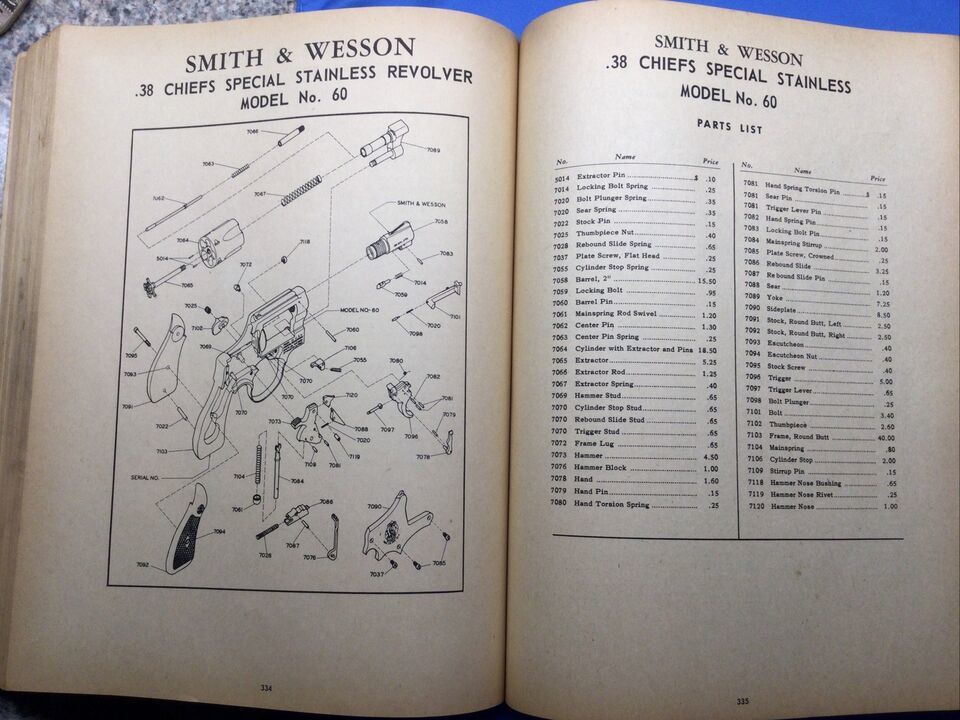 SMITH & WESSON
.38 CHIEFS SPECIAL STAINLESS REVOLVER
MODEL No. 60
7066
7089
7063
7067
7062
SMITH & WESSON
7058
7064
7118
5014
7083
7065
7072
7014
7059
7101
7025
MODEL NO-60
7020
7098
7102
7060
7095
7069
7106
7055
7080
7093
7070
7082
7120
7081
7091
7070
7070
7079
7073
7097
7096
7022
7088
7020
7078
7103
7119
7109
7081
7104
SERIAL NO.
7084
7061
7086
7090
7094
7087
7028
7076
7092
7037
7085
334
SMITH & WESSON
.38 CHIEFS SPECIAL STAINLESS
MODEL No. 60
PARTS LIST
No. Name Price
5014 Extractor Pin $ .10
7014 Locking Bolt Spring .25
7020 Bolt Plunger Spring .35
7020 Sear Spring .35
7022 Stock Pin .15
7025 Thumbpiece Nut .40
7028 Rebound Slide Spring .65
7037 Plate Screw, Flat Head .25
7055 Cylinder Stop Spring .25
7058 Barrel, 2" 15.50
7059 Locking Bolt .95
7060 Barrel Pin .15
7061 Mainspring Rod Swivel 1.20
7062 Center Pin 1.30
7063 Center Pin Spring .25
7064 Cylinder with Extractor and Pins 18.50
7065 Extractor 5.25
7066 Extractor Rod 1.25
7067 Extractor Spring .40
7069 Hammer Stud .65
7070 Cylinder Stop Stud .65
7070 Rebound Slide Stud .65
7070 Trigger Stud .65
7072 Frame Lug .65
7073 Hammer 4.50
7076 Hammer Block 1.00
7078 Hand 1.60
7079 Hand Pin .15
7080 Hand Torsion Spring .25
No. Name Price
7081 Hand Spring Torsion Pin $ .15
7081 Sear Pin .15
7081 Trigger Lever Pin .15
7082 Hand Spring Pin .15
7083 Locking Bolt Pin .15
7084 Mainspring Stirrup 2.00
7085 Plate Screw, Crowned .25
7086 Rebound Slide 3.25
7087 Rebound Slide Pin .15
7088 Sear 1.20
7089 Yoke 7.25
7090 Sideplate 8.50
7091 Stock, Round Butt, Left 2.50
7092 Stock, Round Butt, Right 2.50
7093 Escutcheon .40
7094 Escutcheon Nut .40
7095 Stock Screw .40
7096 Trigger 5.00
7097 Trigger Lever .65
7098 Bolt Plunger .25
7101 Bolt 3.40
7102 Thumbpiece 2.60
7103 Frame, Round Butt 40.00
7104 Mainspring .80
7106 Cylinder Stop 2.00
7109 Stirrup Pin .15
7118 Hammer Nose Bushing .65
7119 Hammer Nose Rivet .25
7120 Hammer Nose 1.00
335